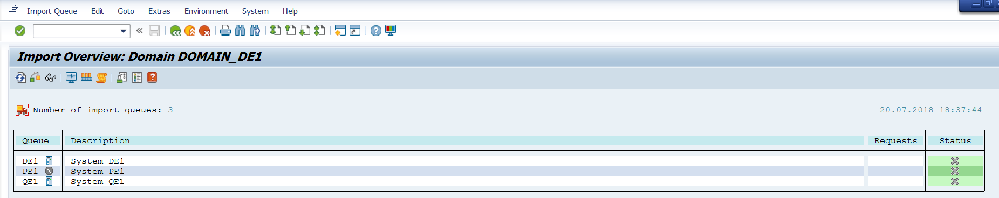 Import Queue Edit Goto Extras Environment System Help
Import Overview: Domain DOMAIN_DE1
Number of import queues: 3 20.07.2018 18:37:44
Queue Description Requests Status
DE1 System DE1
PE1 System PE1
QE1 System QE1